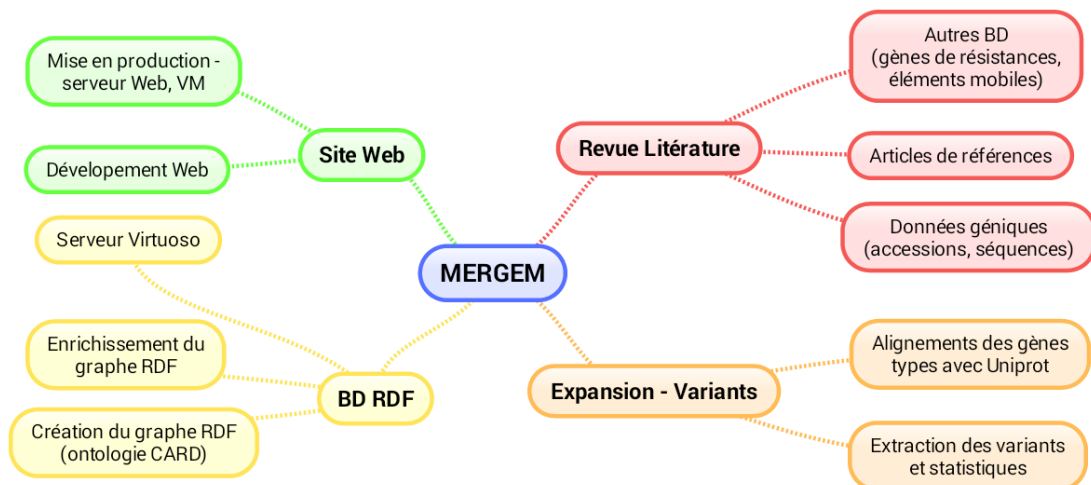 Mise en production -
serveur Web, VM
Dévelopement Web
Site Web
Serveur Virtuoso
Enrichissement du
graphe RDF
Création du graphe RDF
(ontologie CARD)
BD RDF
MERGEM
Revue Litérature
Autres BD
(gènes de résistances,
éléments mobiles)
Articles de références
Données géniques
(accessions, séquences)
Expansion - Variants
Alignements des gènes
types avec Uniprot
Extraction des variants
et statistiques